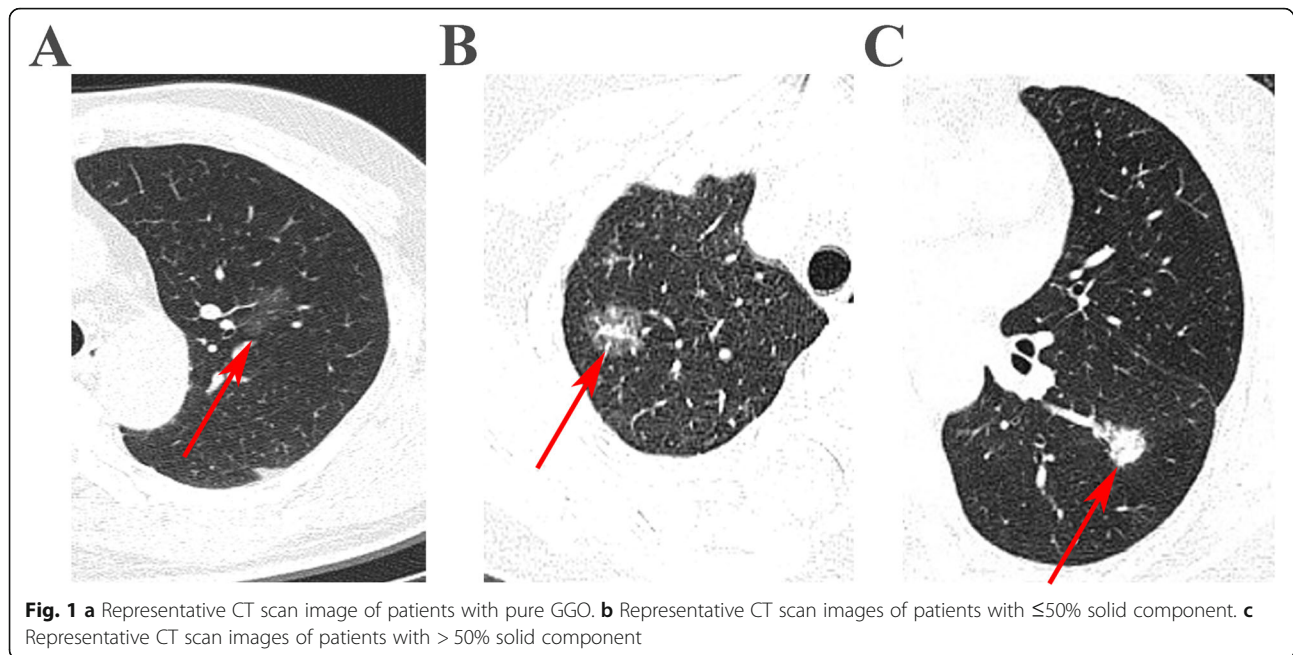 A B C
Fig. 1 a Representative CT scan image of patients with pure GGO. b Representative CT scan images of patients with ≤50% solid component. c
Representative CT scan images of patients with > 50% solid component